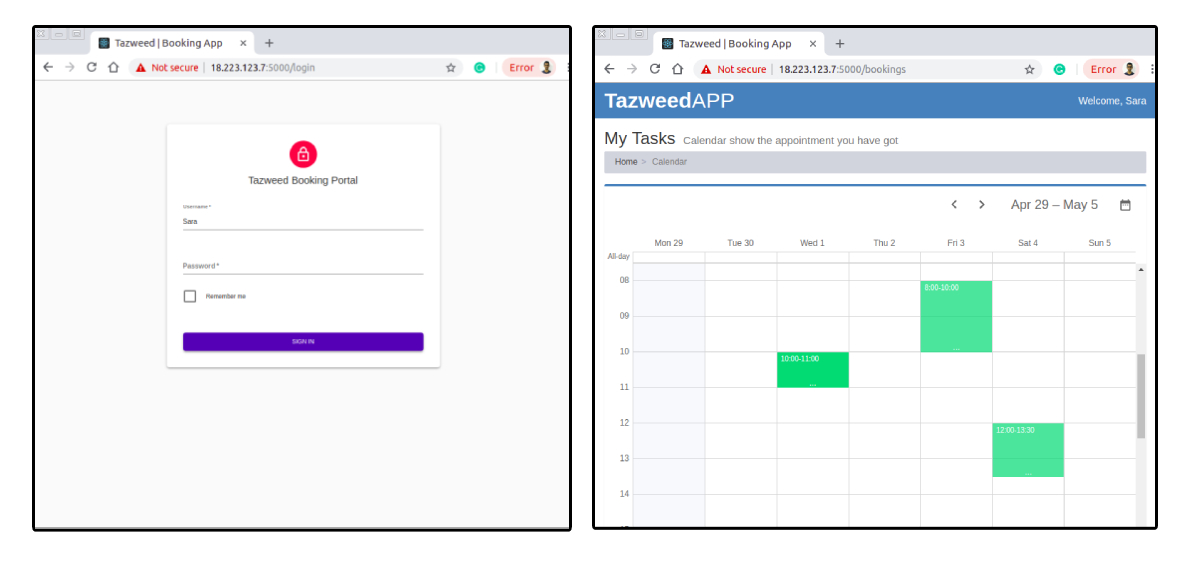 Tazweed | Booking App
Not secure | 18.223.123.7:5000/login
Error
Tazweed Booking Portal
Username *
Sara
Password *
Remember me
SIGN IN
Tazweed | Booking App
Not secure | 18.223.123.7:5000/bookings
Error
TazweedAPP
Welcome, Sara
My Tasks Calendar show the appointment you have got
Home > Calendar
Apr 29 – May 5
Mon 29 Tue 30 Wed 1 Thu 2 Fri 3 Sat 4 Sun 5
All-day
08
8:00-10:00
09
...
10
10:00-11:00
...
11
12
12:00-13:30
13
...
14